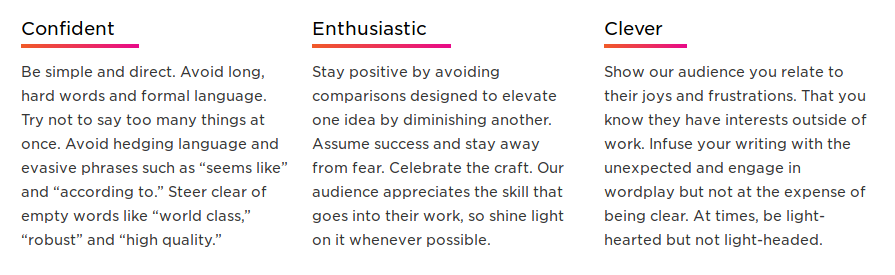 Confident
Be simple and direct. Avoid long,
hard words and formal language.
Try not to say too many things at
once. Avoid hedging language and
evasive phrases such as “seems like”
and “according to.” Steer clear of
empty words like “world class,”
“robust” and “high quality.”
Enthusiastic
Stay positive by avoiding
comparisons designed to elevate
one idea by diminishing another.
Assume success and stay away
from fear. Celebrate the craft. Our
audience appreciates the skill that
goes into their work, so shine light
on it whenever possible.
Clever
Show our audience you relate to
their joys and frustrations. That you
know they have interests outside of
work. Infuse your writing with the
unexpected and engage in
wordplay but not at the expense of
being clear. At times, be light-
hearted but not light-headed.